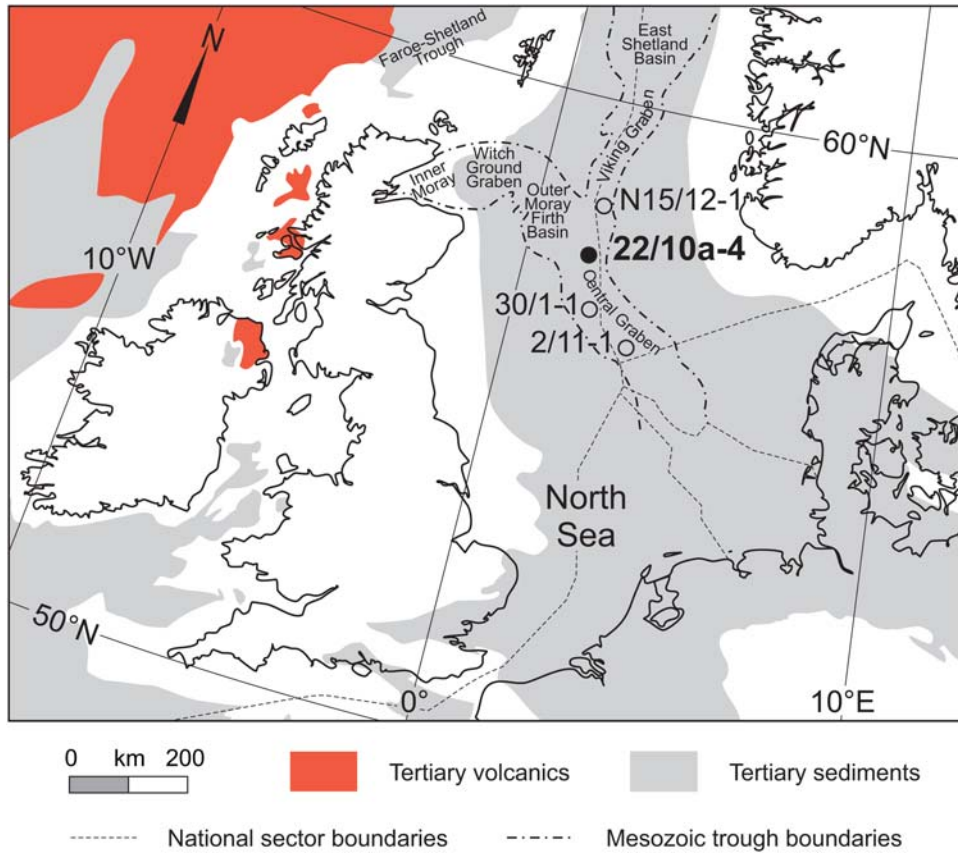 N
Faroe-Shetland
Trough
East
Shetland
Basin
60°N
Viking Graben
Witch
Ground
Graben
Inner
Moray
Outer
Moray
Firth
Basin
N15/12-1
10°W
22/10a-4
Central Graben
30/1-1
2/11-1
North
Sea
50°N
0°
10°E
0 km 200
Tertiary volcanics
Tertiary sediments
National sector boundaries
Mesozoic trough boundaries